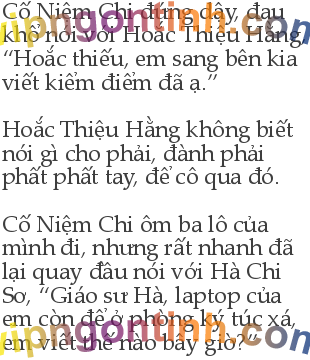 Cố Niệm Chi đứng dậy, đau
khổ nói với Hoắc Thiệu Hằng,
“Hoắc thiếu, em sang bên kia
viết kiểm điểm đã ạ.”
Hoắc Thiệu Hằng không biết
nói gì cho phải, đành phải
phất phất tay, để cô qua đó.
Cố Niệm Chi ôm ba lô của
mình đi, nhưng rất nhanh đã
lại quay đầu nói với Hà Chi
Sơ, “Giáo sư Hà, laptop của
em còn để ở phòng ký túc xá,
em viết thế nào bây giờ?”
vipngontinh.com
vipngontinh.com